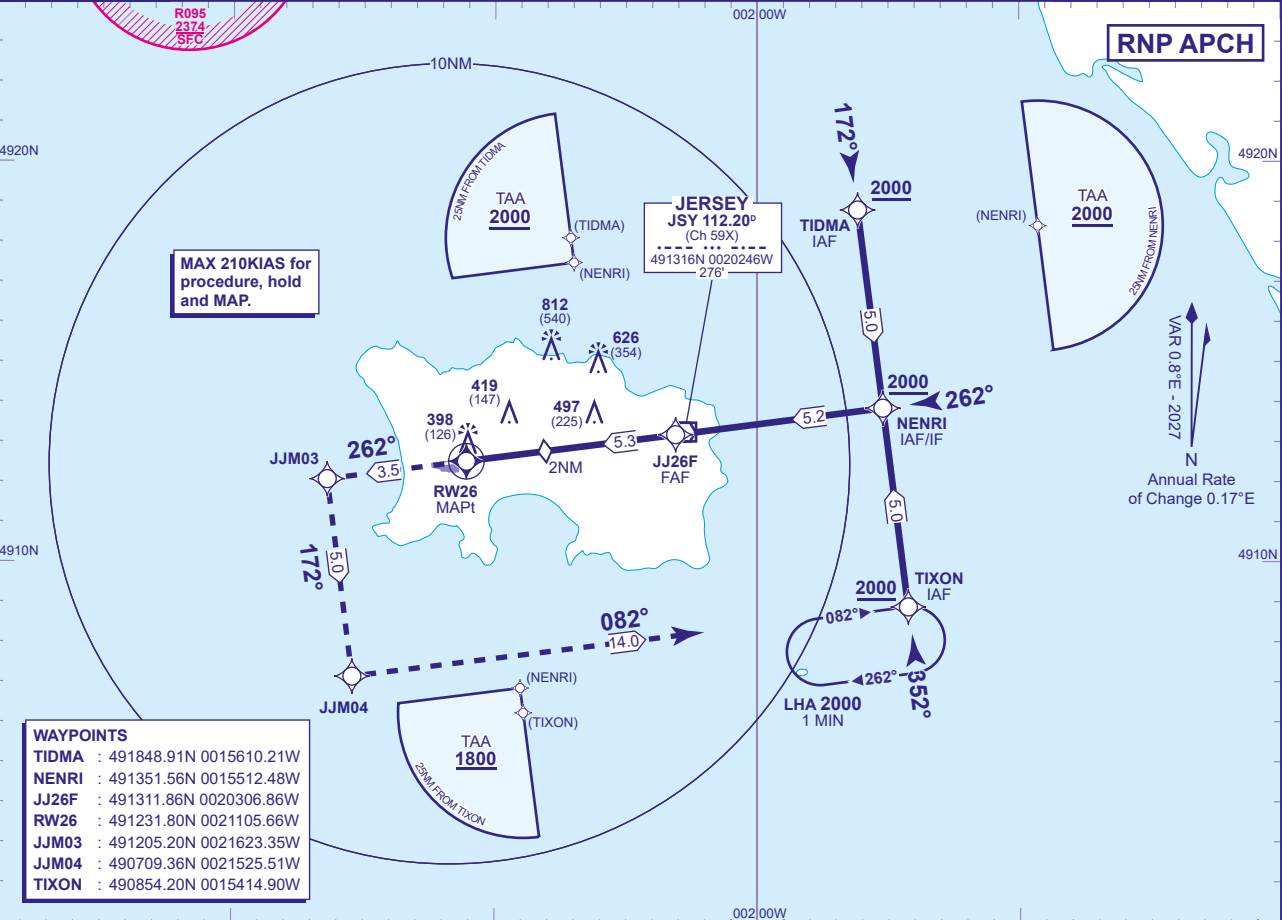 R095
2374
SFC
002 00W
RNP APCH
10NM
4920N
4920N
172°
25NM FROM TIDMA
TAA
2000
(TIDMA)
(NENRI)
JERSEY
JSY 112.20ᴰ
(Ch 59X)
491316N 0020246W
276'
2000
TIDMA
IAF
(NENRI)
TAA
2000
25NM FROM NENRI
MAX 210KIAS for
procedure, hold
and MAP.
812
(540)
626
(354)
5.0
VAR 0.8°E - 2027
N
Annual Rate
of Change 0.17°E
419
(147)
497
(225)
398
(126)
2000
262°
NENRI
IAF/IF
5.2
5.3
2NM
JJ26F
FAF
RW26
MAPt
262°
3.5
JJM03
5.0
4910N
4910N
172°
5.0
2000
TIXON
IAF
082°
262°
352°
LHA 2000
1 MIN
082°
14.0
JJM04
(NENRI)
(TIXON)
TAA
1800
25NM FROM TIXON
WAYPOINTS
TIDMA : 491848.91N 0015610.21W
NENRI : 491351.56N 0015512.48W
JJ26F : 491311.86N 0020306.86W
RW26 : 491231.80N 0021105.66W
JJM03 : 491205.20N 0021623.35W
JJM04 : 490709.36N 0021525.51W
TIXON : 490854.20N 0015414.90W
002 00W